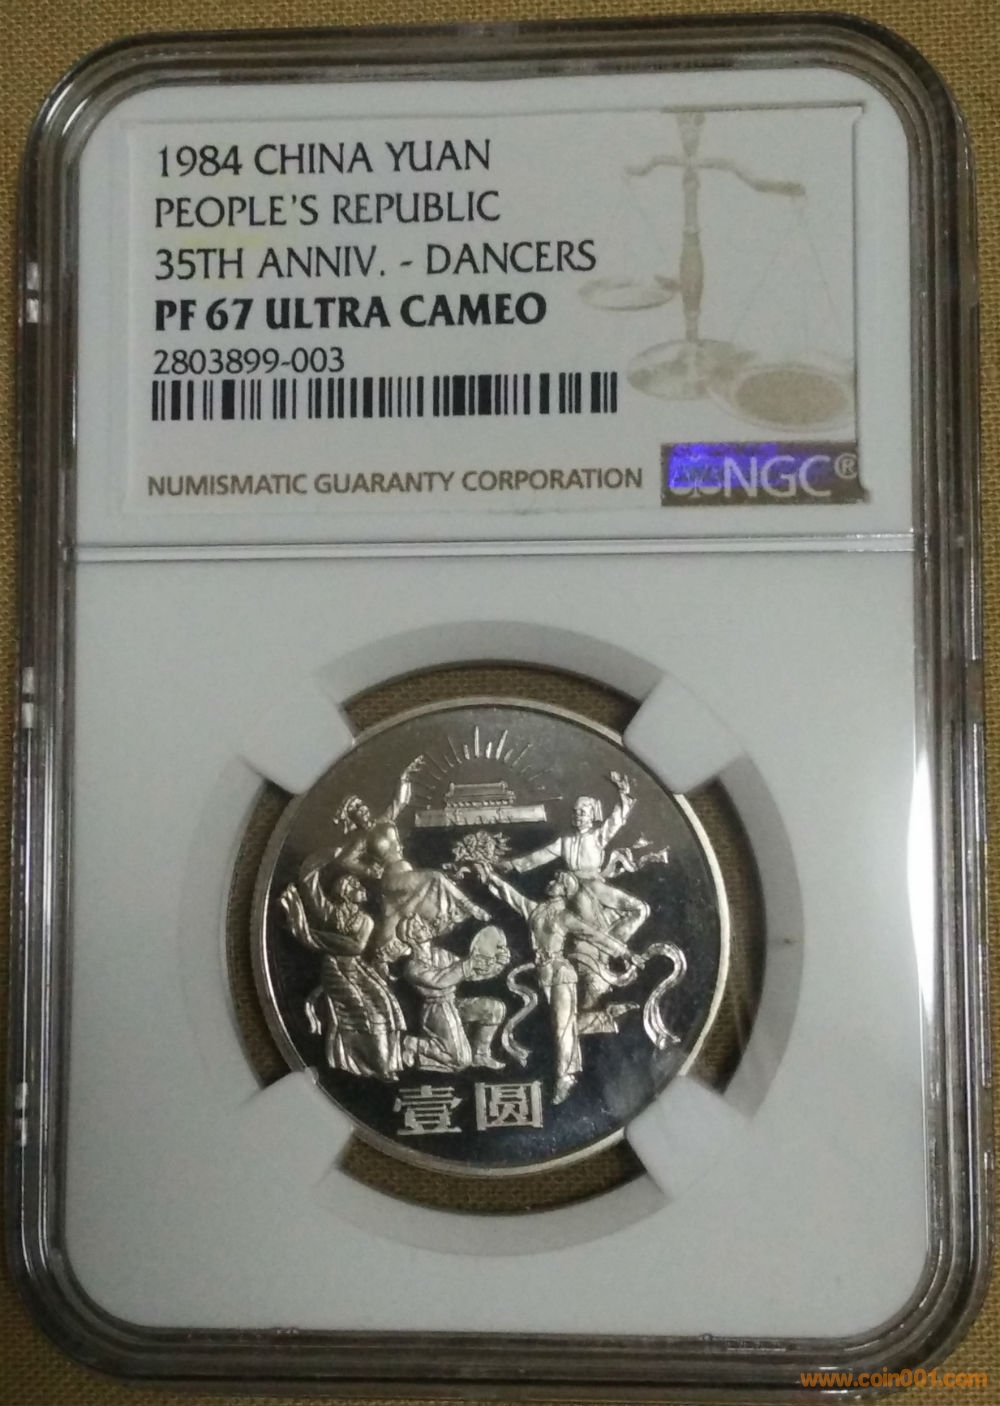 1984 CHINA YUAN
PEOPLE'S REPUBLIC
35TH ANNIV. - DANCERS
PF 67 ULTRA CAMEO
2803899-003
NUMISMATIC GUARANTY CORPORATION
NGC®
壹圆
www.coin001.com